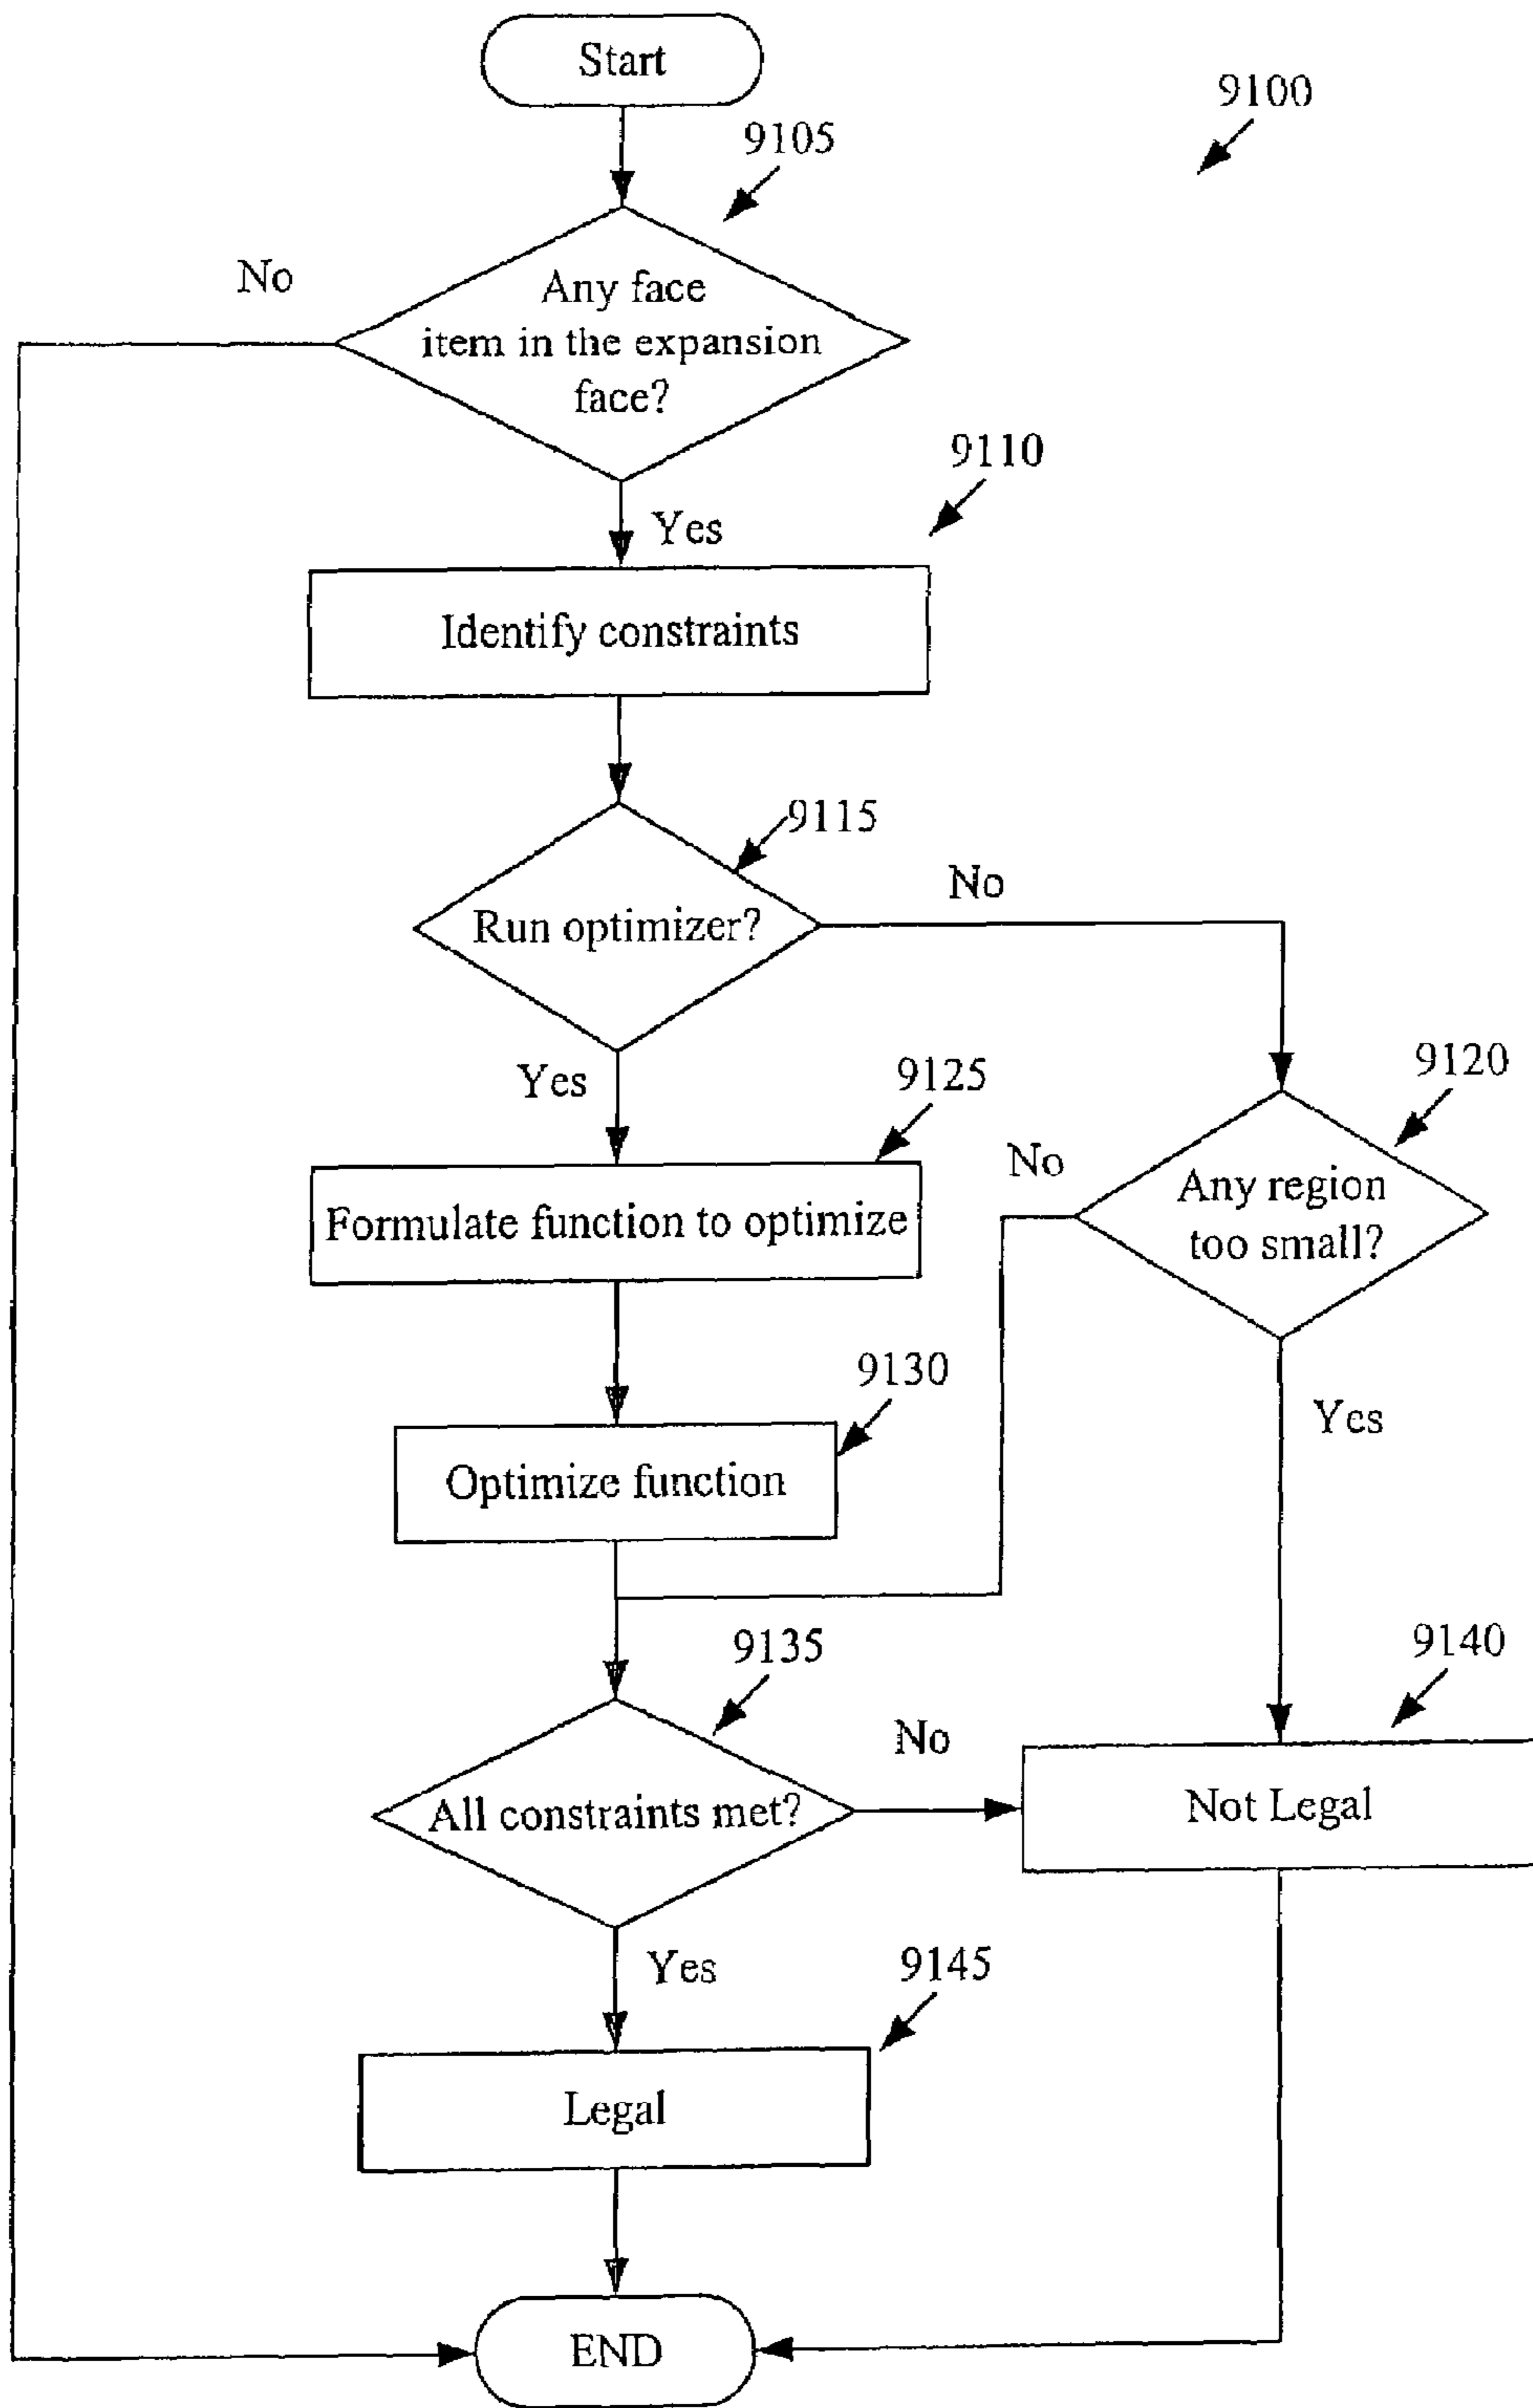 Start
9100
9105
No
Any face
item in the expansion
face?
9110
Yes
Identify constraints
9115
No
Run optimizer?
Yes
9125
9120
No
Formulate function to optimize
Any region
too small?
9130
Yes
Optimize function
9135
9140
No
All constraints met?
Not Legal
Yes
9145
Legal
END